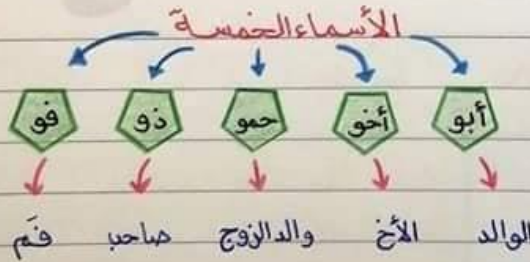 الأسماء الخمسة
أبو أخو حمو ذو فو
الوالد الأخ والد الزوج صاحب فَم